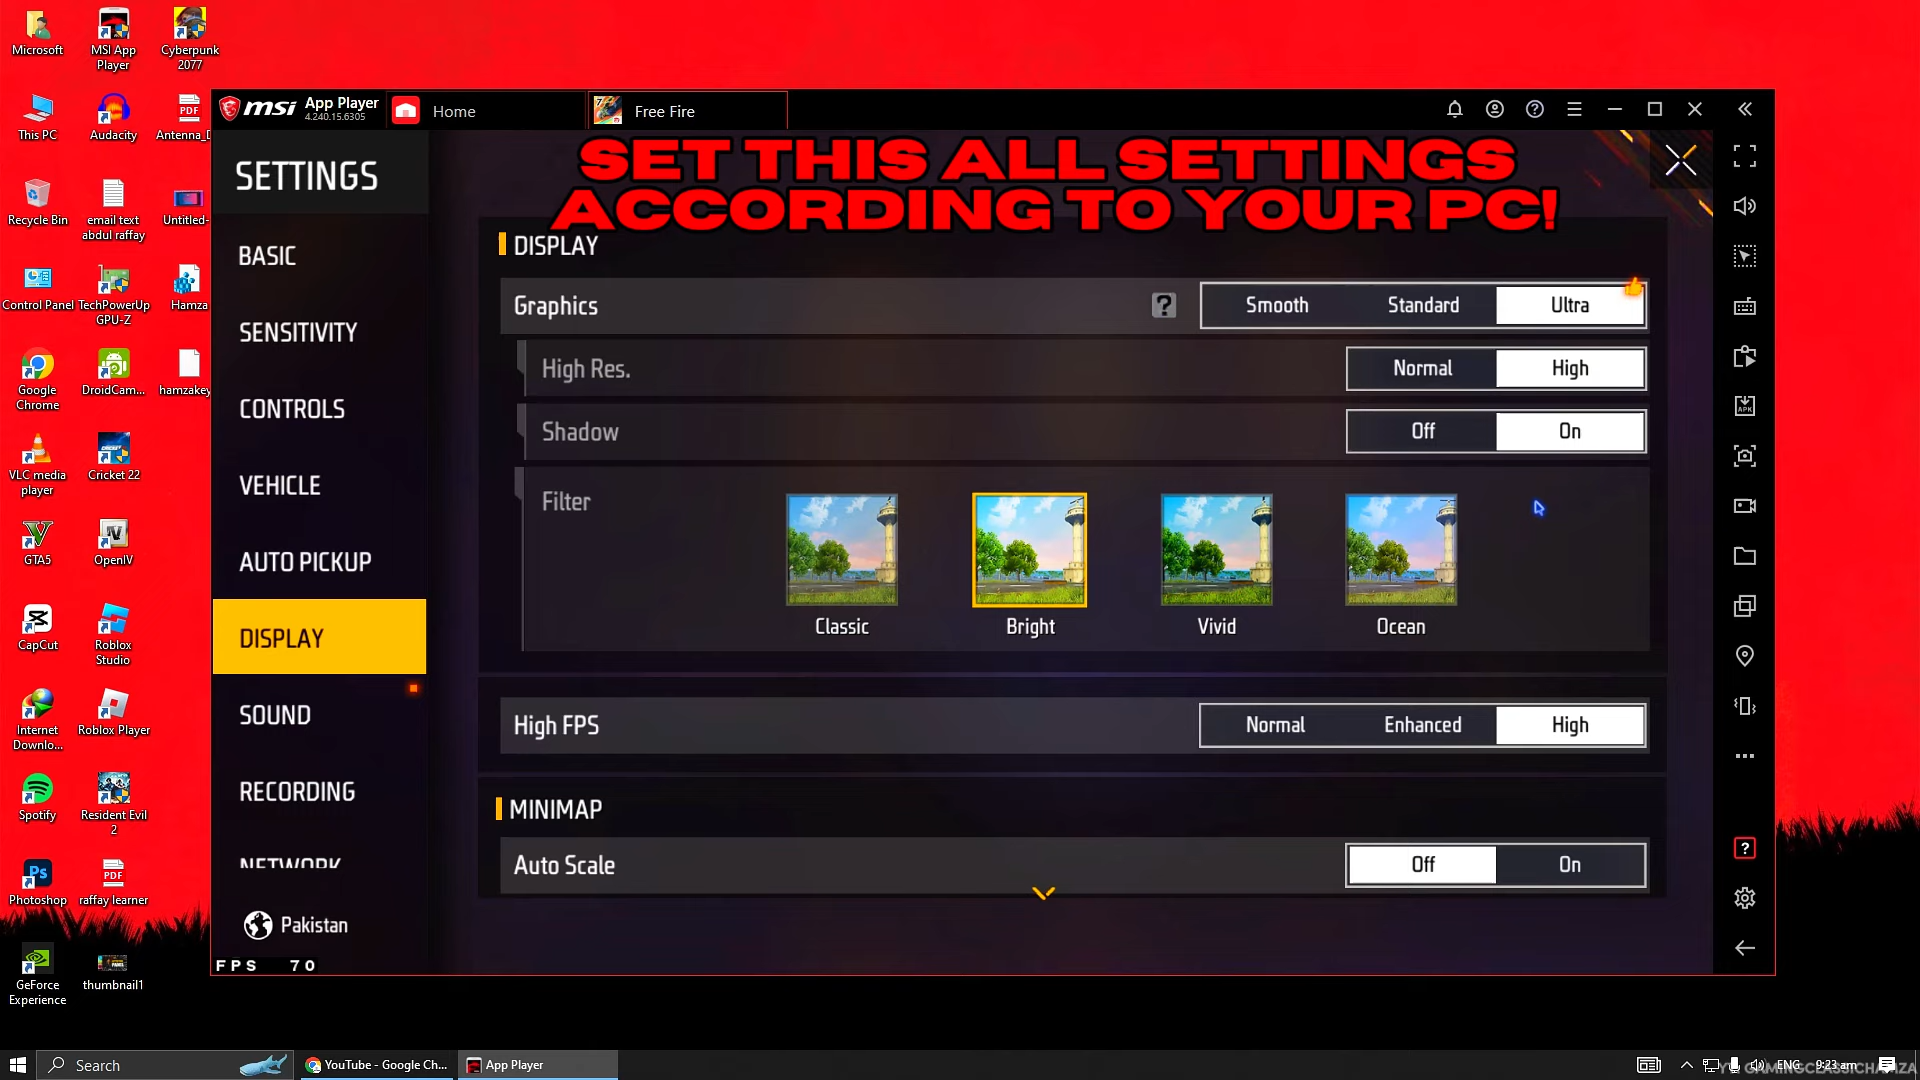 Microsoft
MSI App
Player
Cyberpunk
2077
This PC
Audacity
Recycle Bin
email text
abdul raffay
Untitled-
Control Panel
TechPowerUp
GPU-Z
Hamza
Google
Chrome
DroidCam...
hamzakey
VLC media
player
Cricket 22
GTA5
OpenIV
CapCut
Roblox
Studio
Internet
Downlo...
Roblox Player
Spotify
Resident Evil
2
Photoshop
raffay learner
GeForce
Experience
thumbnail1
msi App Player
4.240.15.6305
Home
Free Fire
SET THIS ALL SETTINGS
ACCORDING TO YOUR PC!
SETTINGS
BASIC
SENSITIVITY
CONTROLS
VEHICLE
AUTO PICKUP
DISPLAY
SOUND
RECORDING
NETWORK
Pakistan
FPS 70
DISPLAY
Graphics ? Smooth Standard Ultra
High Res. Normal High
Shadow Off On
Filter
Classic Bright Vivid Ocean
High FPS Normal Enhanced High
MINIMAP
Auto Scale Off On
Search
YouTube - Google Ch...
App Player
ENG
9:23 am